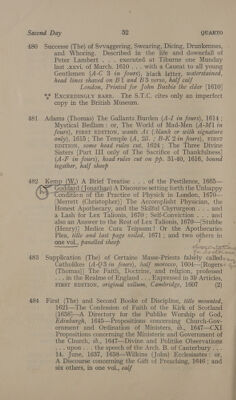 Second Day 52 QUARTO
480 Successe (The) of Swaggering, Swearing, Dicing, Drunkennes,
and Whoring. Described in the life and downefall of
Peter Lambert . . . executed at Tiburne one Munday
last .xxvi. of March, 1610 . . . with a Caueat to all young
Gentlemen (A-C 3 in fours), black letter, waterstained,
head lines shaved on B1 and B3 verso, half calf
London, Printed for John Busbie the elder [1610]
EXCEEDINGLY RARE. The S.T.C. cites only an imperfect
copy in the British Museum.
481 Adams (Thomas) The Gallants Burden (A-I in fours), 1614;
Mystical Bedlam: or, The World of Mad-Men (A-M1 in
fours), FIRST EDITION, wants A1 (blank or with signature
only), 1615; The Temple (A, 2ll. : B-K 2 in fours), FIRST
EDITION, some head rules cut, 1624; The Three Divine
Sisters [Part III only of The Sacrifice of Thankfulness]
(A-F in fours), head rules cut on pp. 31-40, 1616, bound
together, half sheep
482 Kemp (W.) A Brief Treatise . . . of the Pestilence, 1665—
Goddard (Jonathan) A Discourse setting forth the Unhappy
Condition of the Practice of Physick in London, 1670—
[Merrett (Christopher)] The Accomplisht Physician, the
Honest Apothecary, and the Skilful Chyrurgeon . . . and
(A Lash for Lex Talionis, 1670 ; Self-Conviction . . . and
also an Answer to the Rest of Lex Talionis, 1670—[Stubbe
(Henry)] Medice Cura Teipsum! Or the Apothecaries
Plea, title and last page soiled, 1671; and two others in
one vol., panelled sheep
483 Supplication (The) of Certaine Masse-Priests falsely called
Catholikes (A-Q3 in fours), half morocco, 1604—[Rogers
(Thomas)] The Faith, Doctrine, and religion, professed
. . . in the Realme of England . . . Expressed in 39 Articles,
FIRST EDITION, original vellum, Cambridge, 1607 (2)
484 First (The) and Second Booke of Discipline, title mounted,
1621—The Confession of Faith of the Kirk of Scotland
[1638]—A Directory for the Publike Worship of God,
Edinburgh, 1645—Propositions concerning Church-Gov-
ernment and Ordination of Ministers, ib., 1647—CXI
Propositions concerning the Ministerie and Government of
the Church, ib., 1647—Divine and Politike Observations
. . . upon . . . the speech of the Arch. B. of Canterbury . . .
14. June, 1637, 1638—Wilkins (John) Ecclesiastes: or,
A Discourse concerning the Gift of Preaching, 1646; and
six others, in one vol., calf